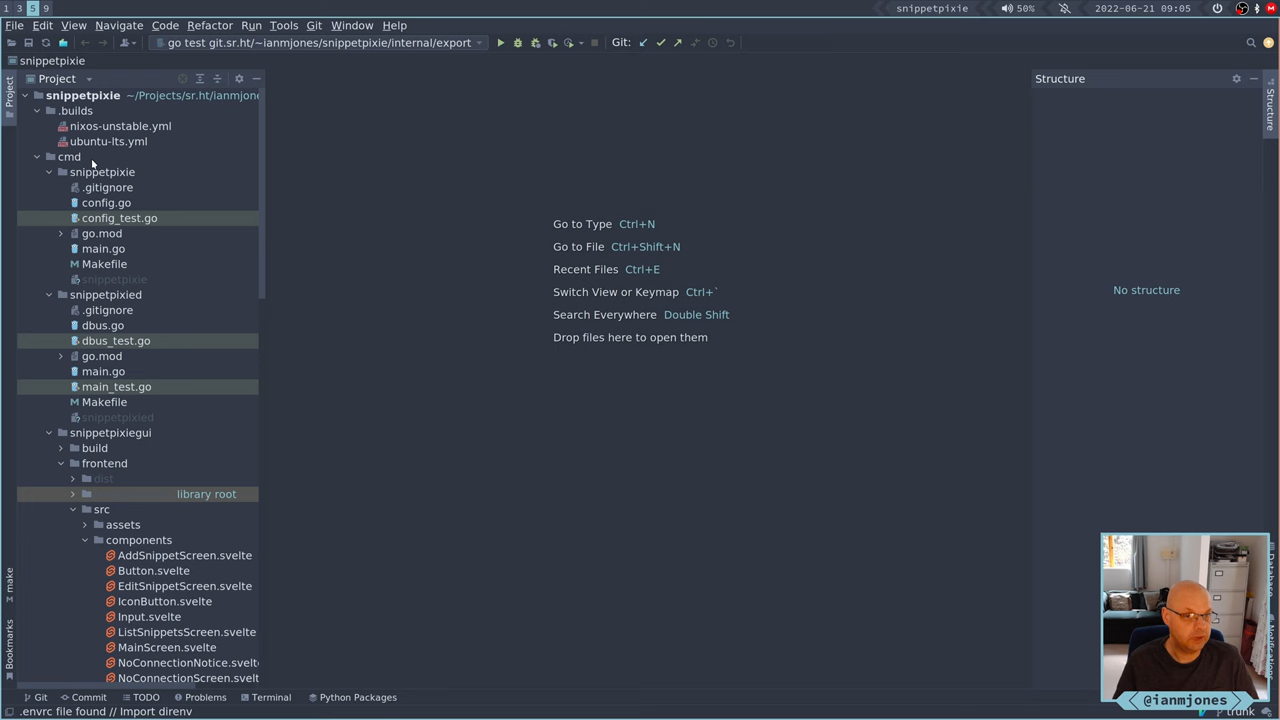 1 3 5 9
snippetpixie
50%
2022-06-21 09:05
File Edit View Navigate Code Refactor Run Tools Git Window Help
go test git.sr.ht/~ianmjones/snippetpixie/internal/export
Git:
snippetpixie
Project
Project
snippetpixie ~/Projects/sr.ht/ianmjone
.builds
nixos-unstable.yml
ubuntu-lts.yml
cmd
snippetpixie
.gitignore
config.go
config_test.go
go.mod
main.go
Makefile
snippetpixie
snippetpixied
.gitignore
dbus.go
dbus_test.go
go.mod
main.go
main_test.go
Makefile
snippetpixied
snippetpixiegui
build
frontend
dist
library root
src
assets
components
AddSnippetScreen.svelte
Button.svelte
EditSnippetScreen.svelte
IconButton.svelte
Input.svelte
ListSnippetsScreen.svelte
MainScreen.svelte
NoConnectionNotice.svelte
NoConnectionScreen.svelt
make
Bookmarks
Go to Type Ctrl+N
Go to File Ctrl+Shift+N
Recent Files Ctrl+E
Switch View or Keymap Ctrl+`
Search Everywhere Double Shift
Drop files here to open them
Structure
No structure
Structure
Database
@ianmjones
Git Commit TODO Problems Terminal Python Packages
.envrc file found // Import direnv
trunk